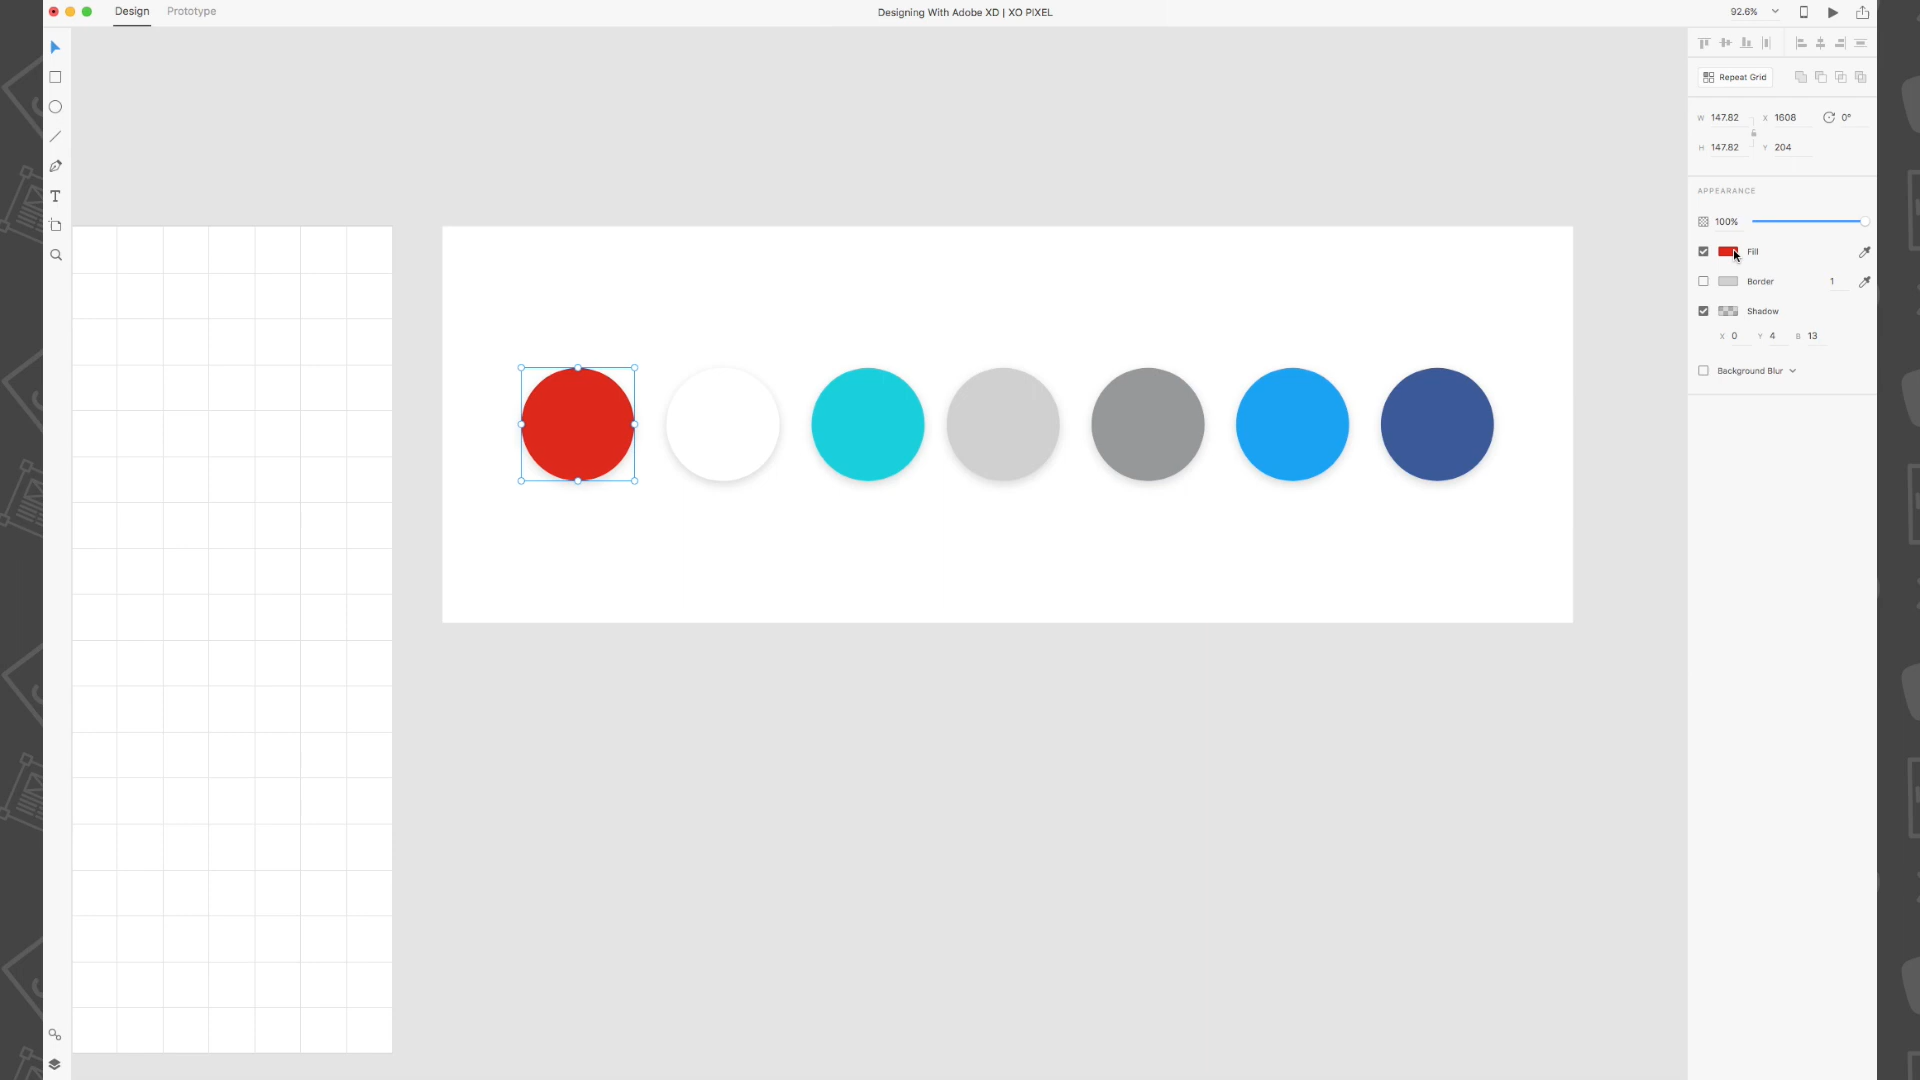 Design Prototype Designing With Adobe XD | XO PIXEL 92.6%
Repeat Grid
W 147.82 X 1608 0°
H 147.82 Y 204
APPEARANCE
100%
Fill
Border 1
Shadow
X 0 Y 4 B 13
Background Blur
T